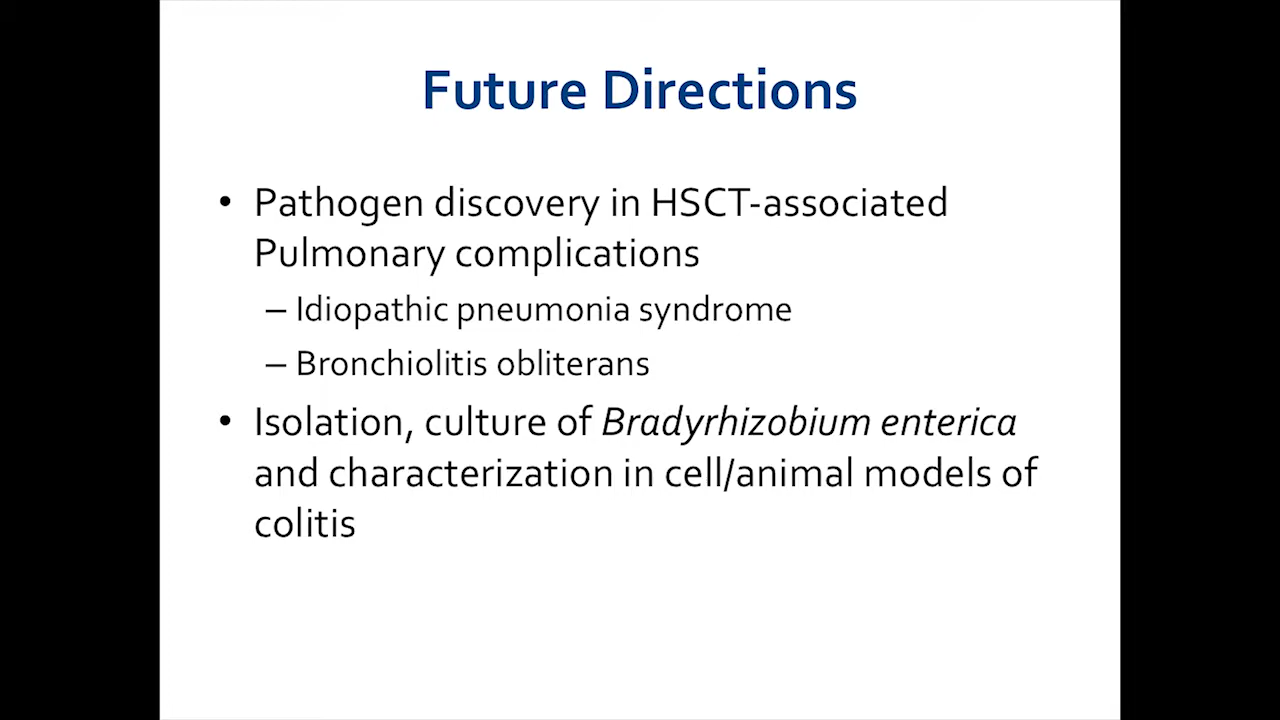 Future Directions
• Pathogen discovery in HSCT-associated
Pulmonary complications
– Idiopathic pneumonia syndrome
– Bronchiolitis obliterans
• Isolation, culture of Bradyrhizobium enterica
and characterization in cell/animal models of
colitis